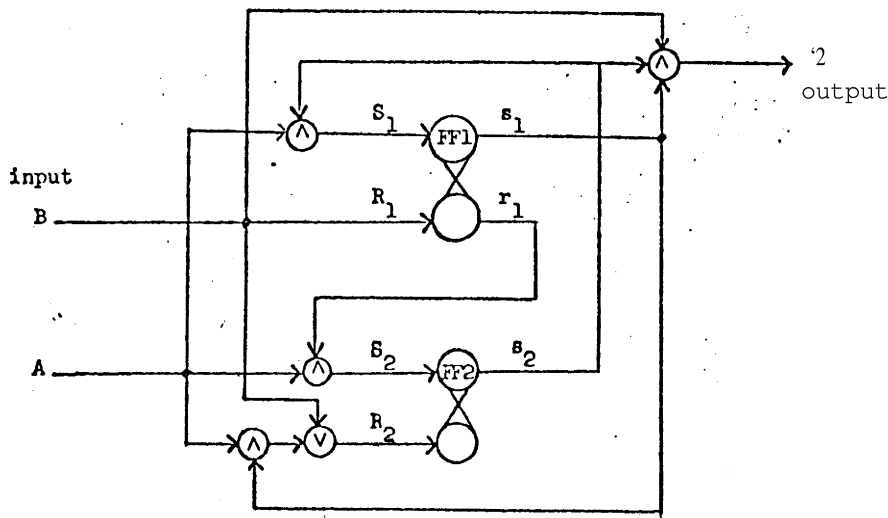 ‘2
output
∧
∧
S₁
FF1
s₁
input
B
R₁
r₁
A
∧
S₂
FF2
s₂
∧
∨
R₂